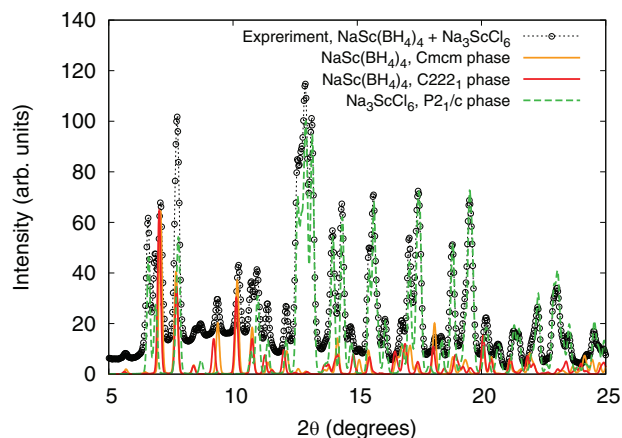 Expreriment, NaSc(BH4)4 + Na3ScCl6
NaSc(BH4)4, Cmcm phase
NaSc(BH4)4, C2221 phase
Na3ScCl6, P21/c phase
Intensity (arb. units)
140
120
100
80
60
40
20
0
5
10
15
20
25
2θ (degrees)